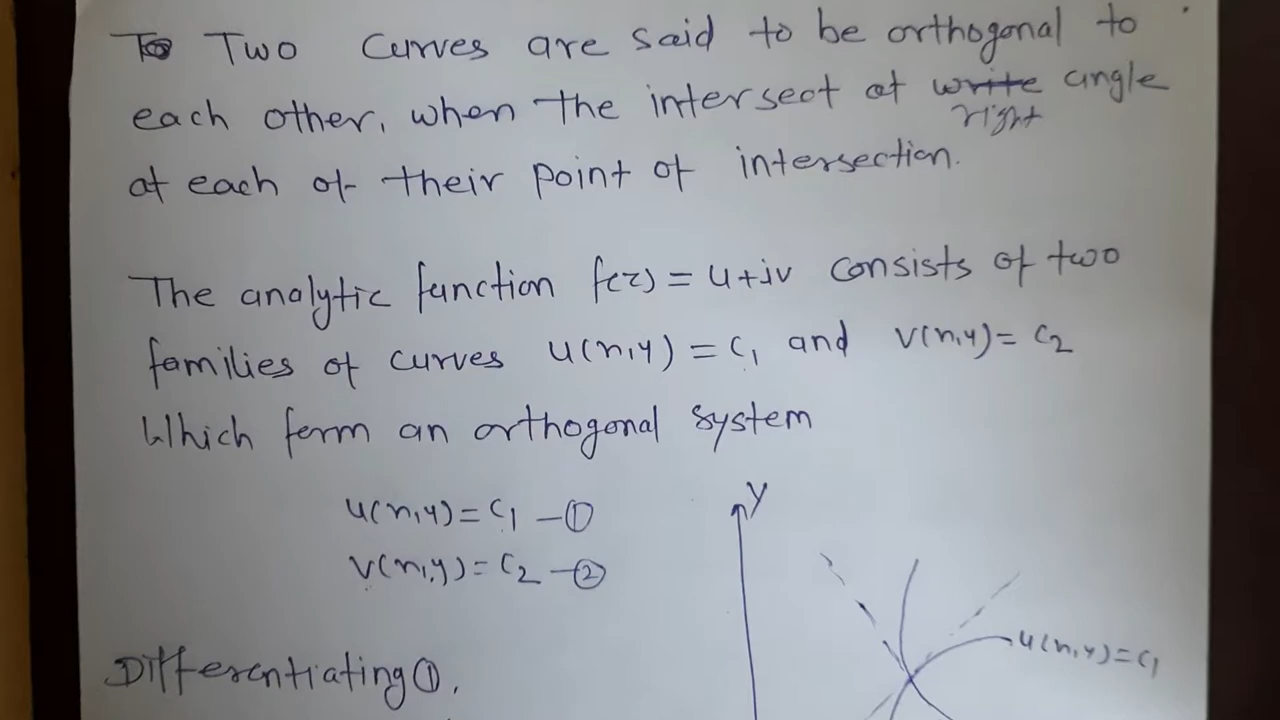 Two curves are said to be orthogonal to
each other, when the intersect at write angle
right
at each of their point of intersection.
The analytic function f(z) = u+iv consists of two
families of curves u(x,y) = c₁ and v(x,y) = c₂
Which form an orthogonal system
u(x,y) = c₁ — ①
v(x,y) = c₂ — ②
y
u(x,y) = c₁
Differentiating ①,